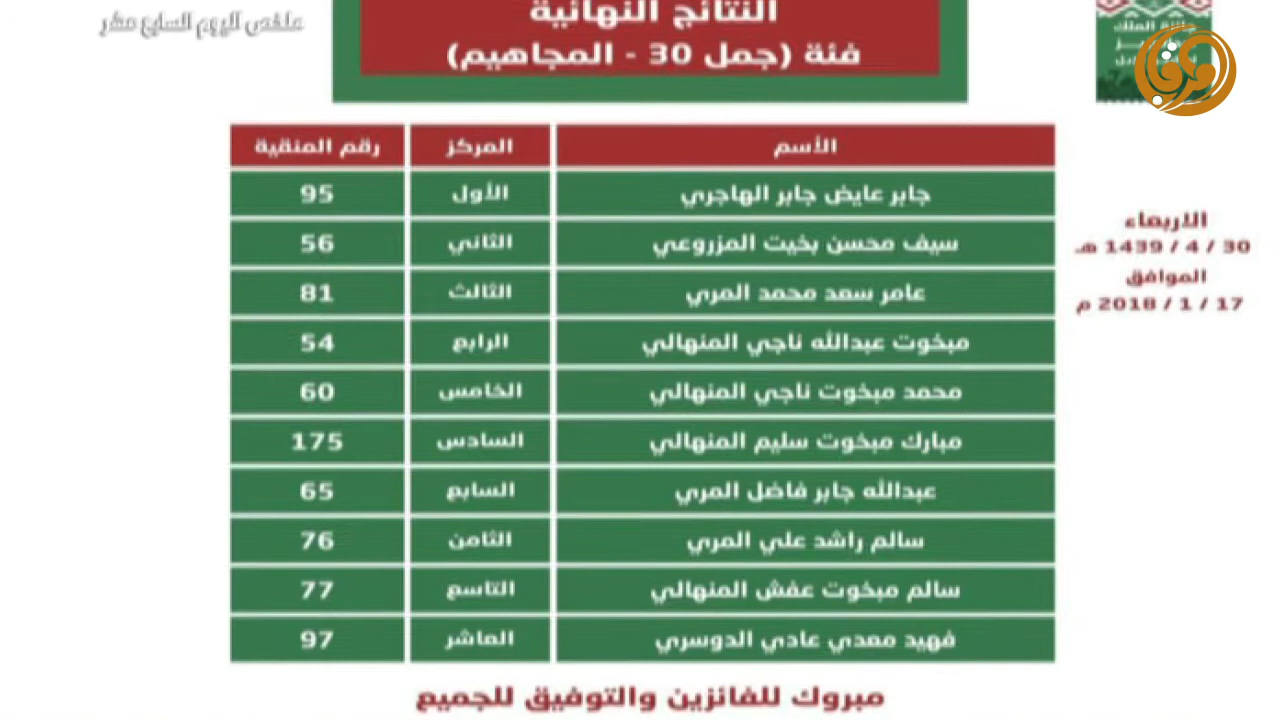 ملخص اليوم السابع عشر
النتائج النهائية
فئة (جمل 30 - المجاهيم)
جائزة الملك
الأسم المركز رقم المنقية
جابر عايض جابر الهاجري الأول 95
سيف محسن بخيت المزروعي الثاني 56
عامر سعد محمد المري الثالث 81
مبخوت عبدالله ناجي المنهالي الرابع 54
محمد مبخوت ناجي المنهالي الخامس 60
مبارك مبخوت سليم المنهالي السادس 175
عبدالله جابر فاضل المري السابع 65
سالم راشد علي المري الثامن 76
سالم مبخوت عفش المنهالي التاسع 77
فهيد معدي عادي الدوسري العاشر 97
الاربعاء
30 / 4 / 1439 هـ
الموافق
17 / 1 / 2018 م
مبروك للفائزين والتوفيق للجميع